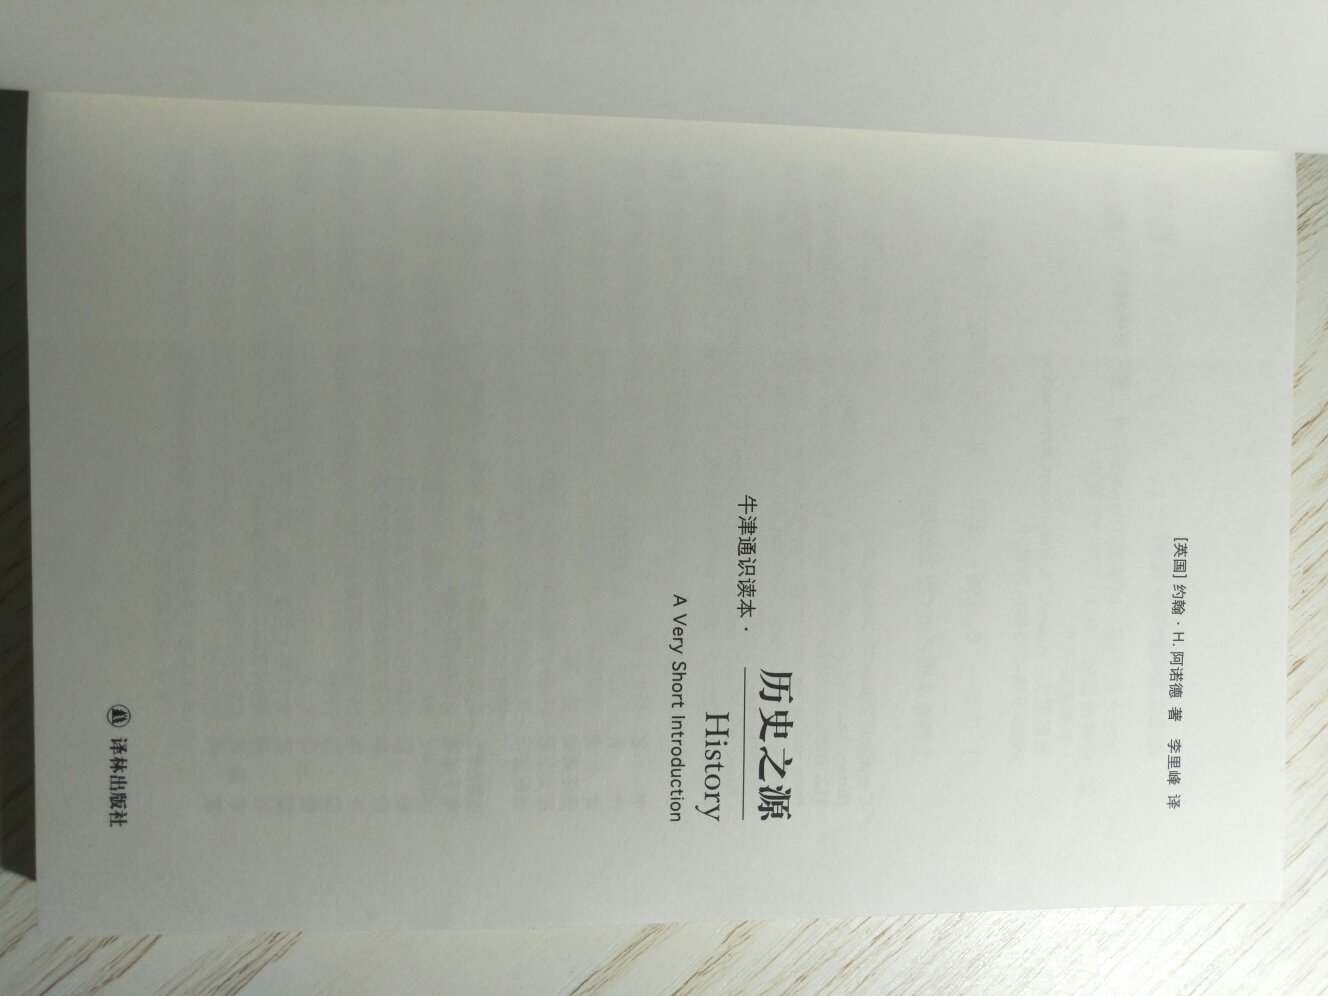 [英国] 约翰·H. 阿诺德 著 李里峰 译
牛津通识读本·
历史之源
History
A Very Short Introduction
译林出版社